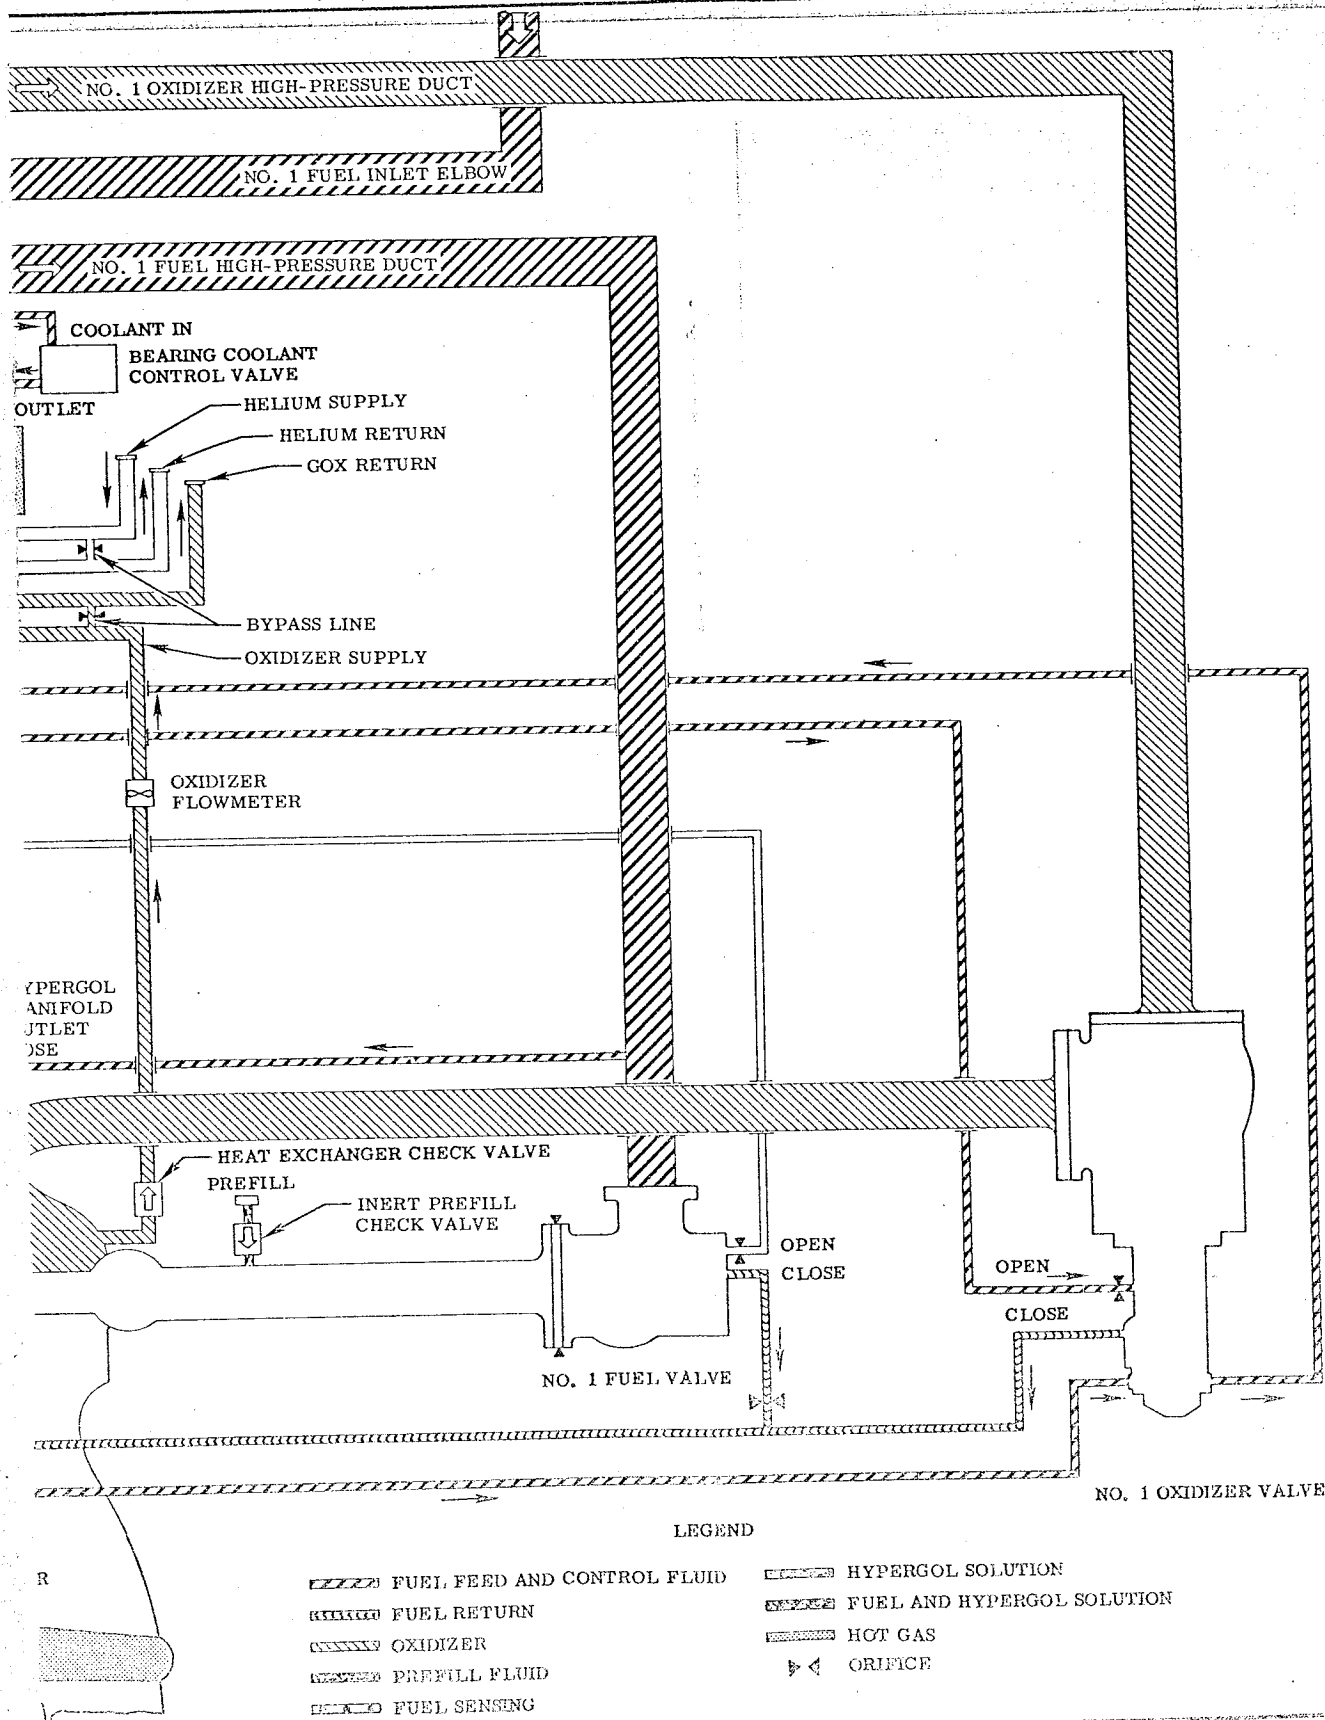 NO. 1 OXIDIZER HIGH-PRESSURE DUCT
NO. 1 FUEL INLET ELBOW
NO. 1 FUEL HIGH-PRESSURE DUCT
COOLANT IN
BEARING COOLANT
CONTROL VALVE
OUTLET
HELIUM SUPPLY
HELIUM RETURN
GOX RETURN
BYPASS LINE
OXIDIZER SUPPLY
OXIDIZER
FLOWMETER
YPERGOL
ANIFOLD
UTLET
OSE
HEAT EXCHANGER CHECK VALVE
PREFILL
INERT PREFILL
CHECK VALVE
OPEN
CLOSE
OPEN
CLOSE
NO. 1 FUEL VALVE
NO. 1 OXIDIZER VALVE
LEGEND
R
FUEL FEED AND CONTROL FLUID
FUEL RETURN
OXIDIZER
PREFILL FLUID
FUEL SENSING
HYPERGOL SOLUTION
FUEL AND HYPERGOL SOLUTION
HOT GAS
ORIFICE